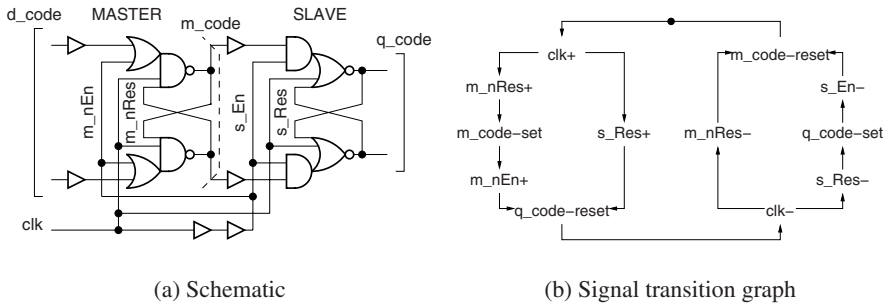 d_code
MASTER
m_code
SLAVE
q_code
m_nEn
m_nRes
s_En
s_Res
clk
(a) Schematic
clk+
m_code−reset
m_nRes+
s_En−
m_code−set
s_Res+
m_nRes−
q_code−set
m_nEn+
s_Res−
q_code−reset
clk−
(b) Signal transition graph